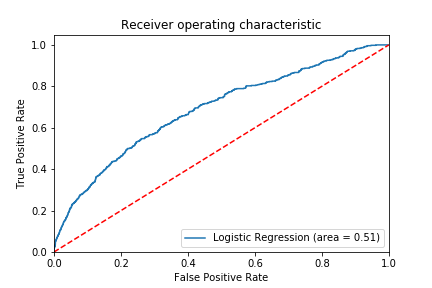 Receiver operating characteristic
1.0
0.8
0.6
0.4
0.2
0.0
True Positive Rate
Logistic Regression (area = 0.51)
0.0 0.2 0.4 0.6 0.8 1.0
False Positive Rate